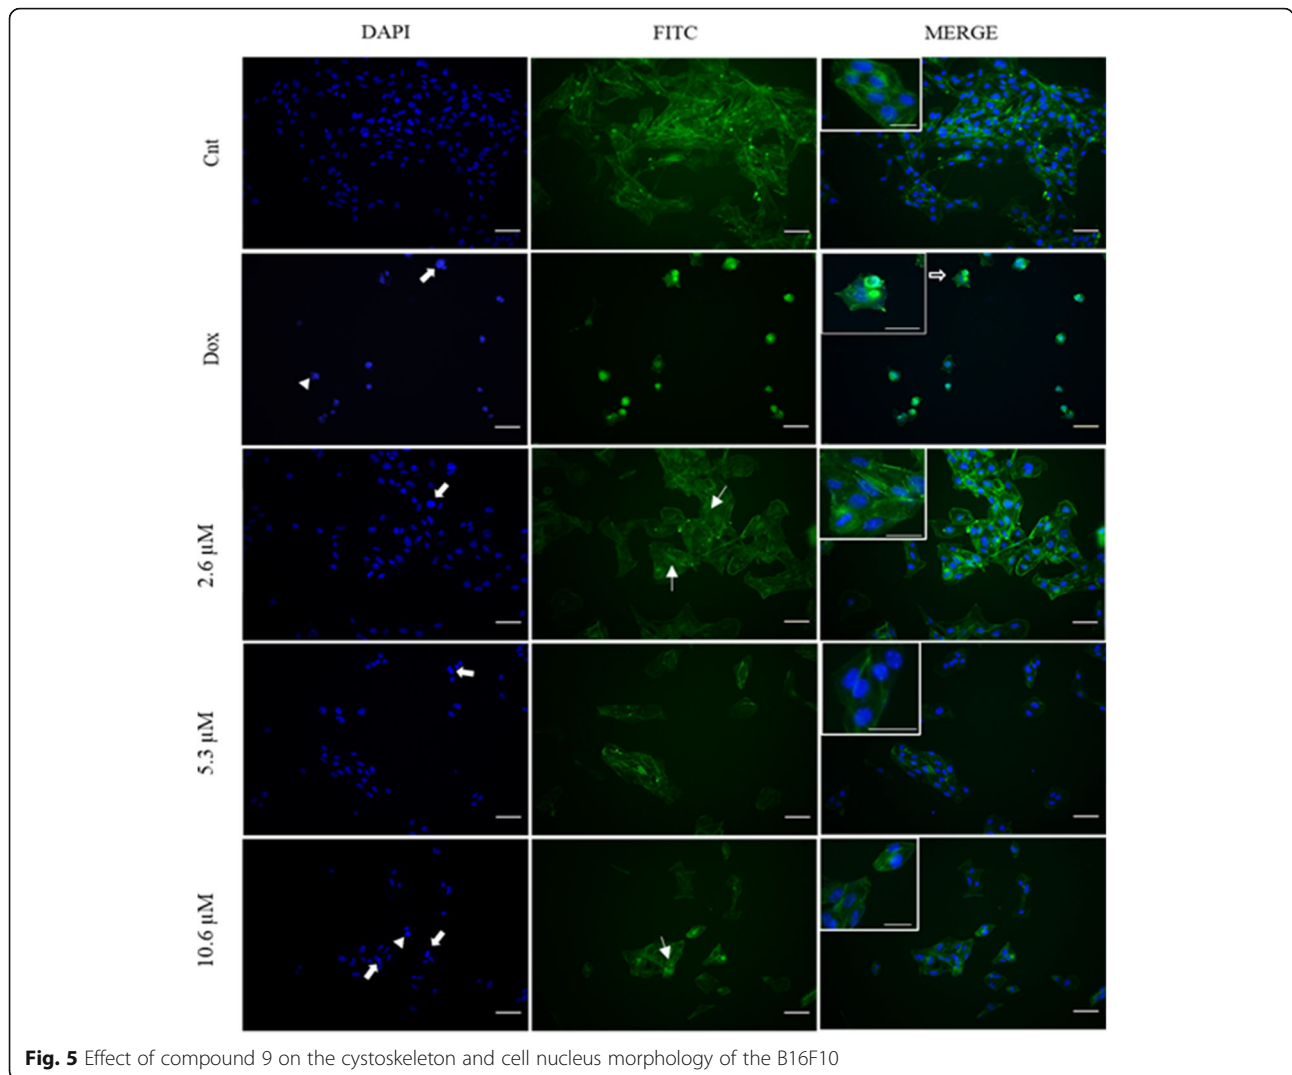 DAPI FITC MERGE
Cnt
Dox
2.6 µM
5.3 µM
10.6 µM
Fig. 5 Effect of compound 9 on the cystoskeleton and cell nucleus morphology of the B16F10